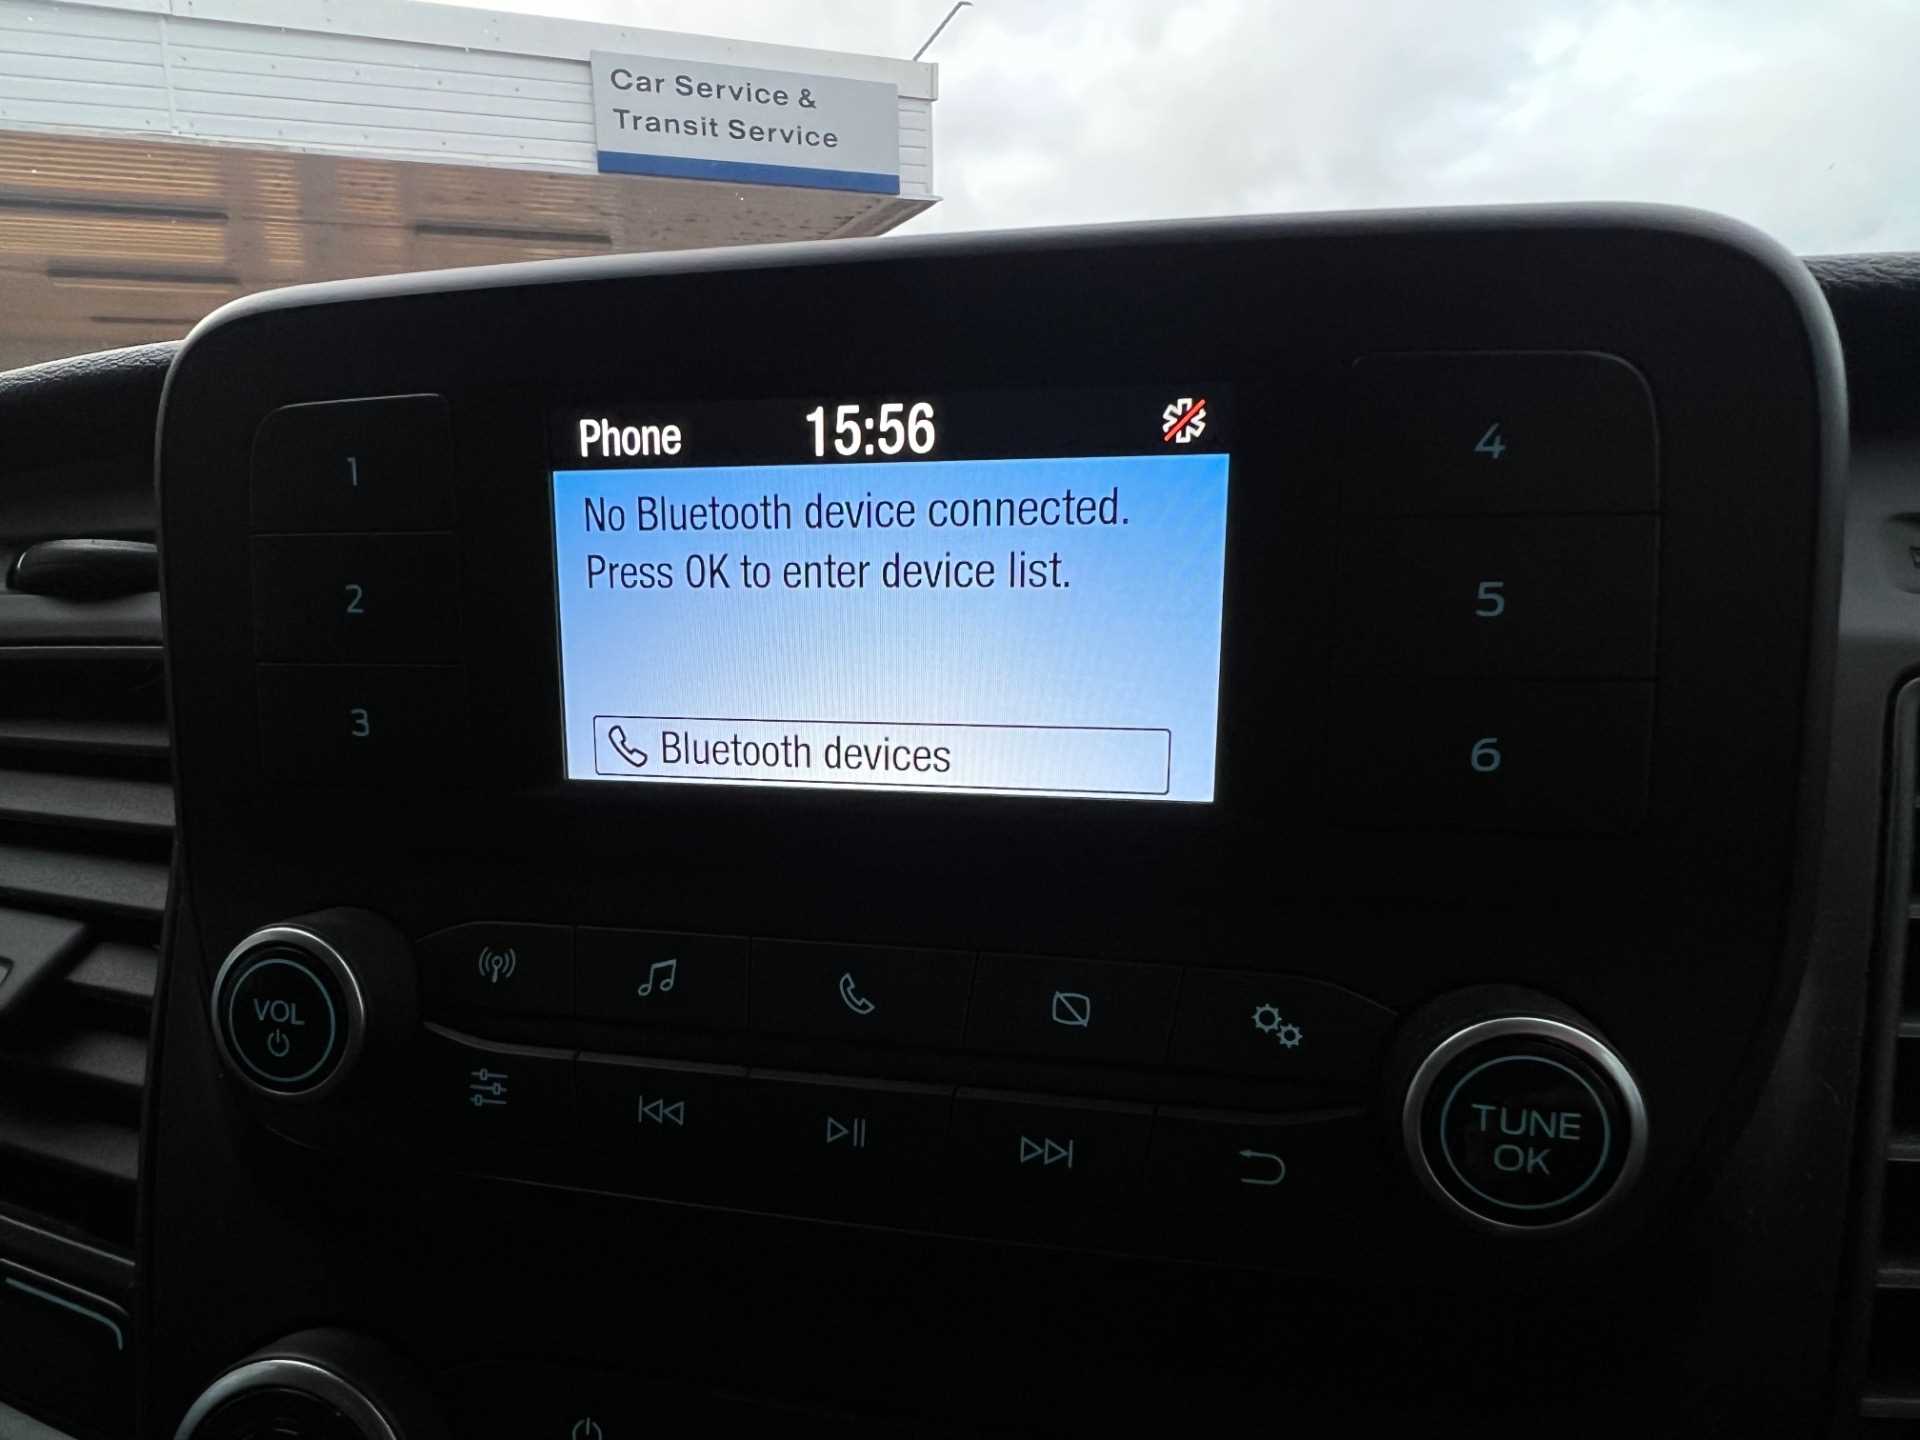 Car Service &
Transit Service
Phone 15:56
No Bluetooth device connected.
Press OK to enter device list.
Bluetooth devices
1
2
3
4
5
6
VOL
TUNE
OK